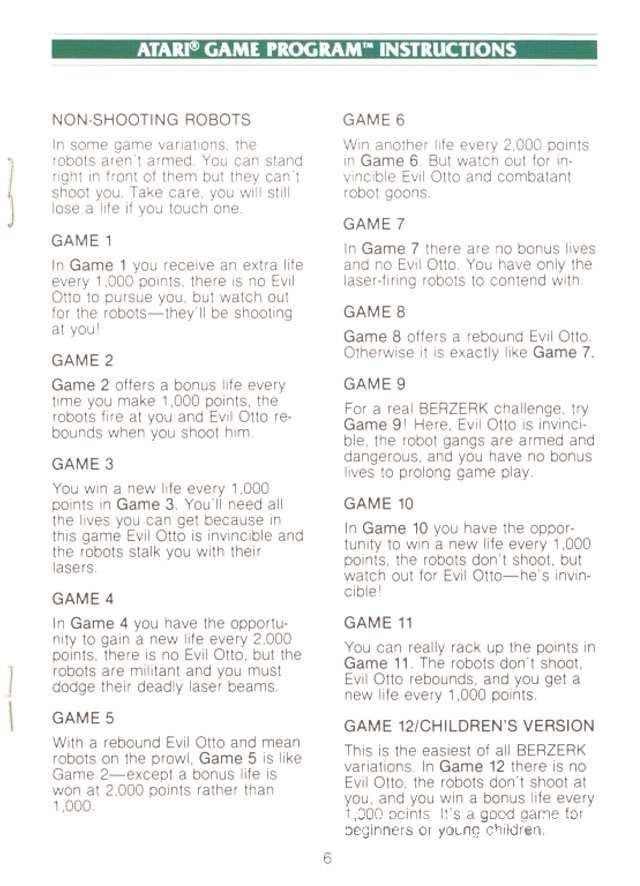 ATARI® GAME PROGRAM™ INSTRUCTIONS
NON-SHOOTING ROBOTS
In some game variations, the
robots aren't armed. You can stand
right in front of them but they can't
shoot you. Take care, you will still
lose a life if you touch one.
GAME 1
In Game 1 you receive an extra life
every 1,000 points, there is no Evil
Otto to pursue you, but watch out
for the robots—they'll be shooting
at you!
GAME 2
Game 2 offers a bonus life every
time you make 1,000 points, the
robots fire at you and Evil Otto re-
bounds when you shoot him.
GAME 3
You win a new life every 1,000
points in Game 3. You'll need all
the lives you can get because in
this game Evil Otto is invincible and
the robots stalk you with their
lasers.
GAME 4
In Game 4 you have the opportu-
nity to gain a new life every 2,000
points, there is no Evil Otto, but the
robots are militant and you must
dodge their deadly laser beams.
GAME 5
With a rebound Evil Otto and mean
robots on the prowl, Game 5 is like
Game 2—except a bonus life is
won at 2,000 points rather than
1,000.
GAME 6
Win another life every 2,000 points
in Game 6. But watch out for in-
vincible Evil Otto and combatant
robot goons.
GAME 7
In Game 7 there are no bonus lives
and no Evil Otto. You have only the
laser-firing robots to contend with.
GAME 8
Game 8 offers a rebound Evil Otto.
Otherwise it is exactly like Game 7.
GAME 9
For a real BERZERK challenge, try
Game 9! Here, Evil Otto is invinci-
ble, the robot gangs are armed and
dangerous, and you have no bonus
lives to prolong game play.
GAME 10
In Game 10 you have the oppor-
tunity to win a new life every 1,000
points, the robots don't shoot, but
watch out for Evil Otto—he's invin-
cible!
GAME 11
You can really rack up the points in
Game 11. The robots don't shoot,
Evil Otto rebounds, and you get a
new life every 1,000 points.
GAME 12/CHILDREN'S VERSION
This is the easiest of all BERZERK
variations. In Game 12 there is no
Evil Otto, the robots don't shoot at
you, and you win a bonus life every
1,000 points. It's a good game for
beginners or young children.
6